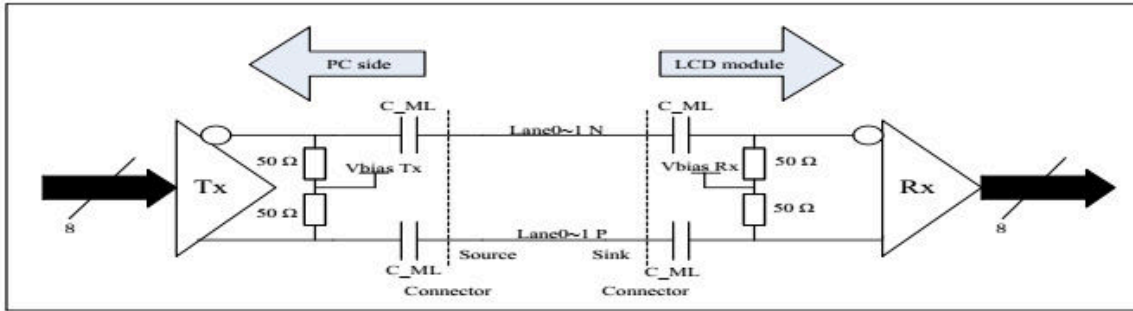 PC side
LCD module
C_ML
C_ML
Lane0~1 N
50 Ω
Vbias Tx
Vbias Rx
50 Ω
Tx
Rx
50 Ω
50 Ω
8
8
Lane0~1 P
Source
Sink
C_ML
C_ML
Connector
Connector